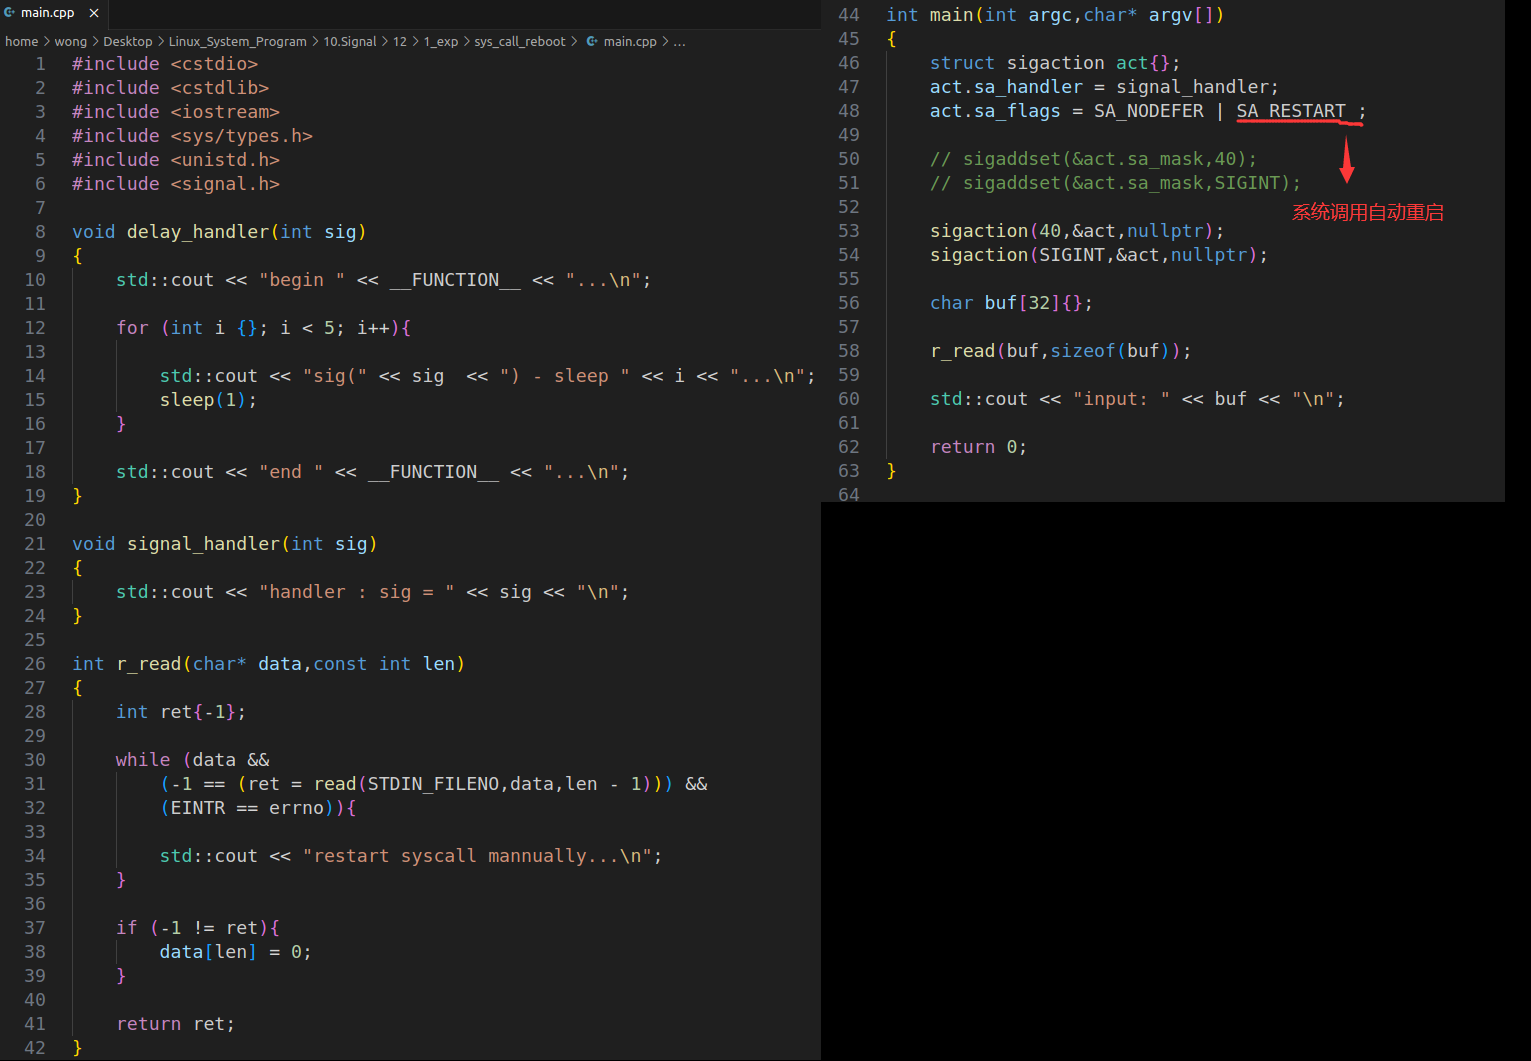 main.cpp ×
home > wong > Desktop > Linux_System_Program > 10.Signal > 12 > 1_exp > sys_call_reboot > main.cpp > ...
1 #include <cstdio>
2 #include <cstdlib>
3 #include <iostream>
4 #include <sys/types.h>
5 #include <unistd.h>
6 #include <signal.h>
7
8 void delay_handler(int sig)
9 {
10     std::cout << "begin " << __FUNCTION__ << "...\n";
11
12     for (int i {}; i < 5; i++){
13
14         std::cout << "sig(" << sig  << ") - sleep " << i << "...\n";
15         sleep(1);
16     }
17
18     std::cout << "end " << __FUNCTION__ << "...\n";
19 }
20
21 void signal_handler(int sig)
22 {
23     std::cout << "handler : sig = " << sig << "\n";
24 }
25
26 int r_read(char* data,const int len)
27 {
28     int ret{-1};
29
30     while (data &&
31         (-1 == (ret = read(STDIN_FILENO,data,len - 1))) &&
32         (EINTR == errno)){
33
34         std::cout << "restart syscall mannually...\n";
35     }
36
37     if (-1 != ret){
38         data[len] = 0;
39     }
40
41     return ret;
42 }
44 int main(int argc,char* argv[])
45 {
46     struct sigaction act{};
47     act.sa_handler = signal_handler;
48     act.sa_flags = SA_NODEFER | SA_RESTART ;
49
50     // sigaddset(&act.sa_mask,40);
51     // sigaddset(&act.sa_mask,SIGINT);
52
系统调用自动重启
53     sigaction(40,&act,nullptr);
54     sigaction(SIGINT,&act,nullptr);
55
56     char buf[32]{};
57
58     r_read(buf,sizeof(buf));
59
60     std::cout << "input: " << buf << "\n";
61
62     return 0;
63 }
64